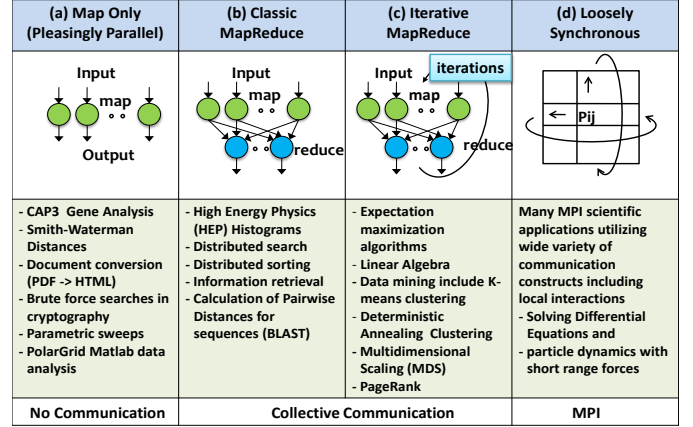 (a) Map Only
(Pleasingly Parallel)
(b) Classic
MapReduce
(c) Iterative
MapReduce
(d) Loosely
Synchronous
Input
map
Output
Input
map
reduce
Input
iterations
map
reduce
Pij
- CAP3 Gene Analysis
- Smith-Waterman
Distances
- Document conversion
(PDF -> HTML)
- Brute force searches in
cryptography
- Parametric sweeps
- PolarGrid Matlab data
analysis
- High Energy Physics
(HEP) Histograms
- Distributed search
- Distributed sorting
- Information retrieval
- Calculation of Pairwise
Distances for
sequences (BLAST)
- Expectation
maximization
algorithms
- Linear Algebra
- Data mining include K-
means clustering
- Deterministic
Annealing Clustering
- Multidimensional
Scaling (MDS)
- PageRank
Many MPI scientific
applications utilizing
wide variety of
communication
constructs including
local interactions
- Solving Differential
Equations and
- particle dynamics with
short range forces
No Communication
Collective Communication
MPI